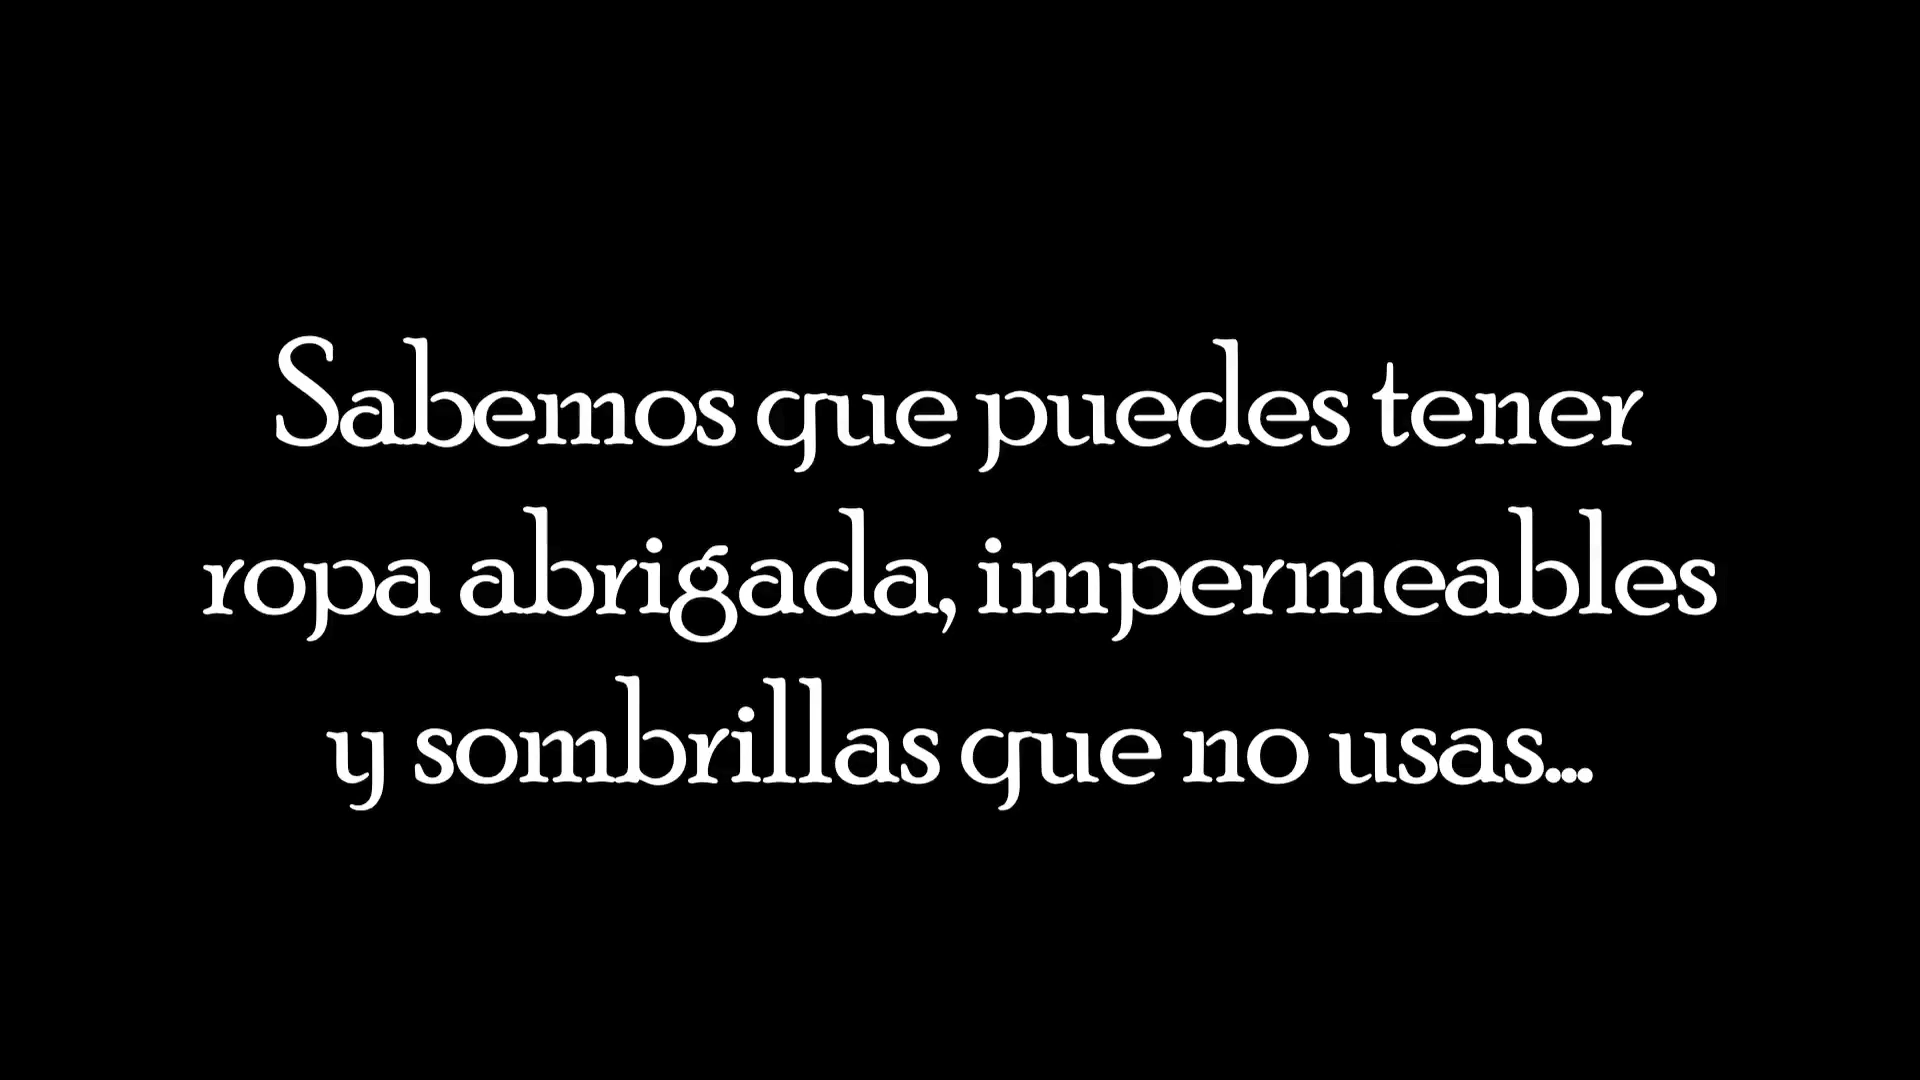 Sabemos que puedes tener
ropa abrigada, impermeables
y sombrillas que no usas...